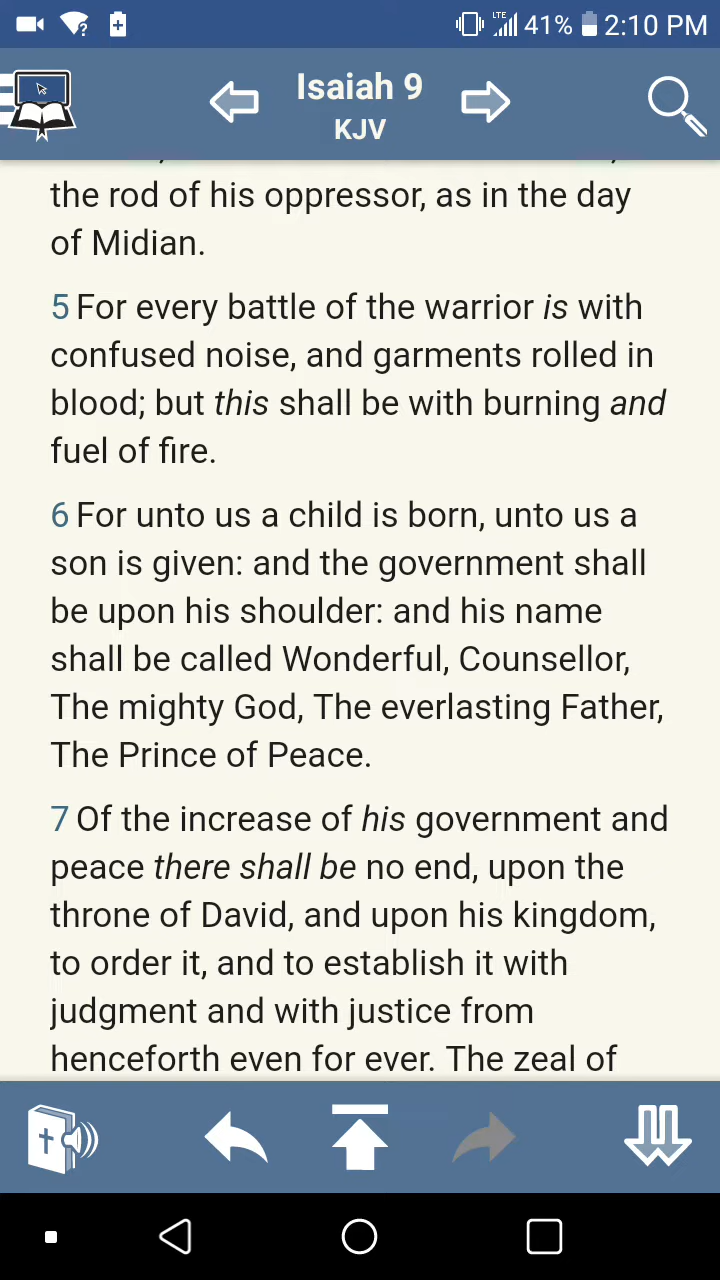 LTE 41% 2:10 PM
Isaiah 9
KJV
the rod of his oppressor, as in the day
of Midian.
5 For every battle of the warrior is with
confused noise, and garments rolled in
blood; but this shall be with burning and
fuel of fire.
6 For unto us a child is born, unto us a
son is given: and the government shall
be upon his shoulder: and his name
shall be called Wonderful, Counsellor,
The mighty God, The everlasting Father,
The Prince of Peace.
7 Of the increase of his government and
peace there shall be no end, upon the
throne of David, and upon his kingdom,
to order it, and to establish it with
judgment and with justice from
henceforth even for ever. The zeal of